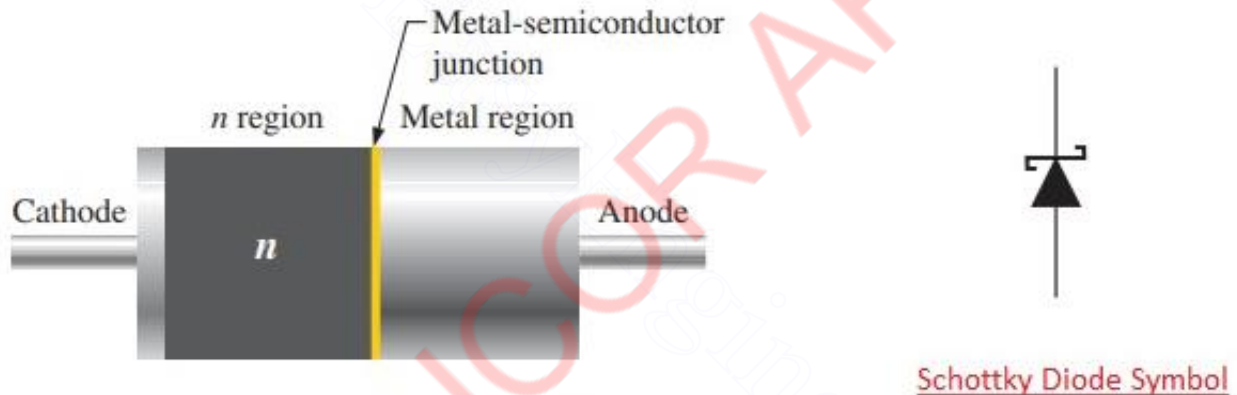 Metal-semiconductor
junction
n region
Metal region
Cathode
n
Anode
Schottky Diode Symbol